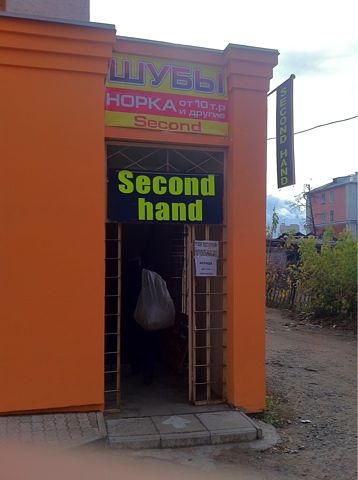 ШУБЫ
НОРКА от 10 т.р
и другие
Second
Second
hand
SECOND HAND